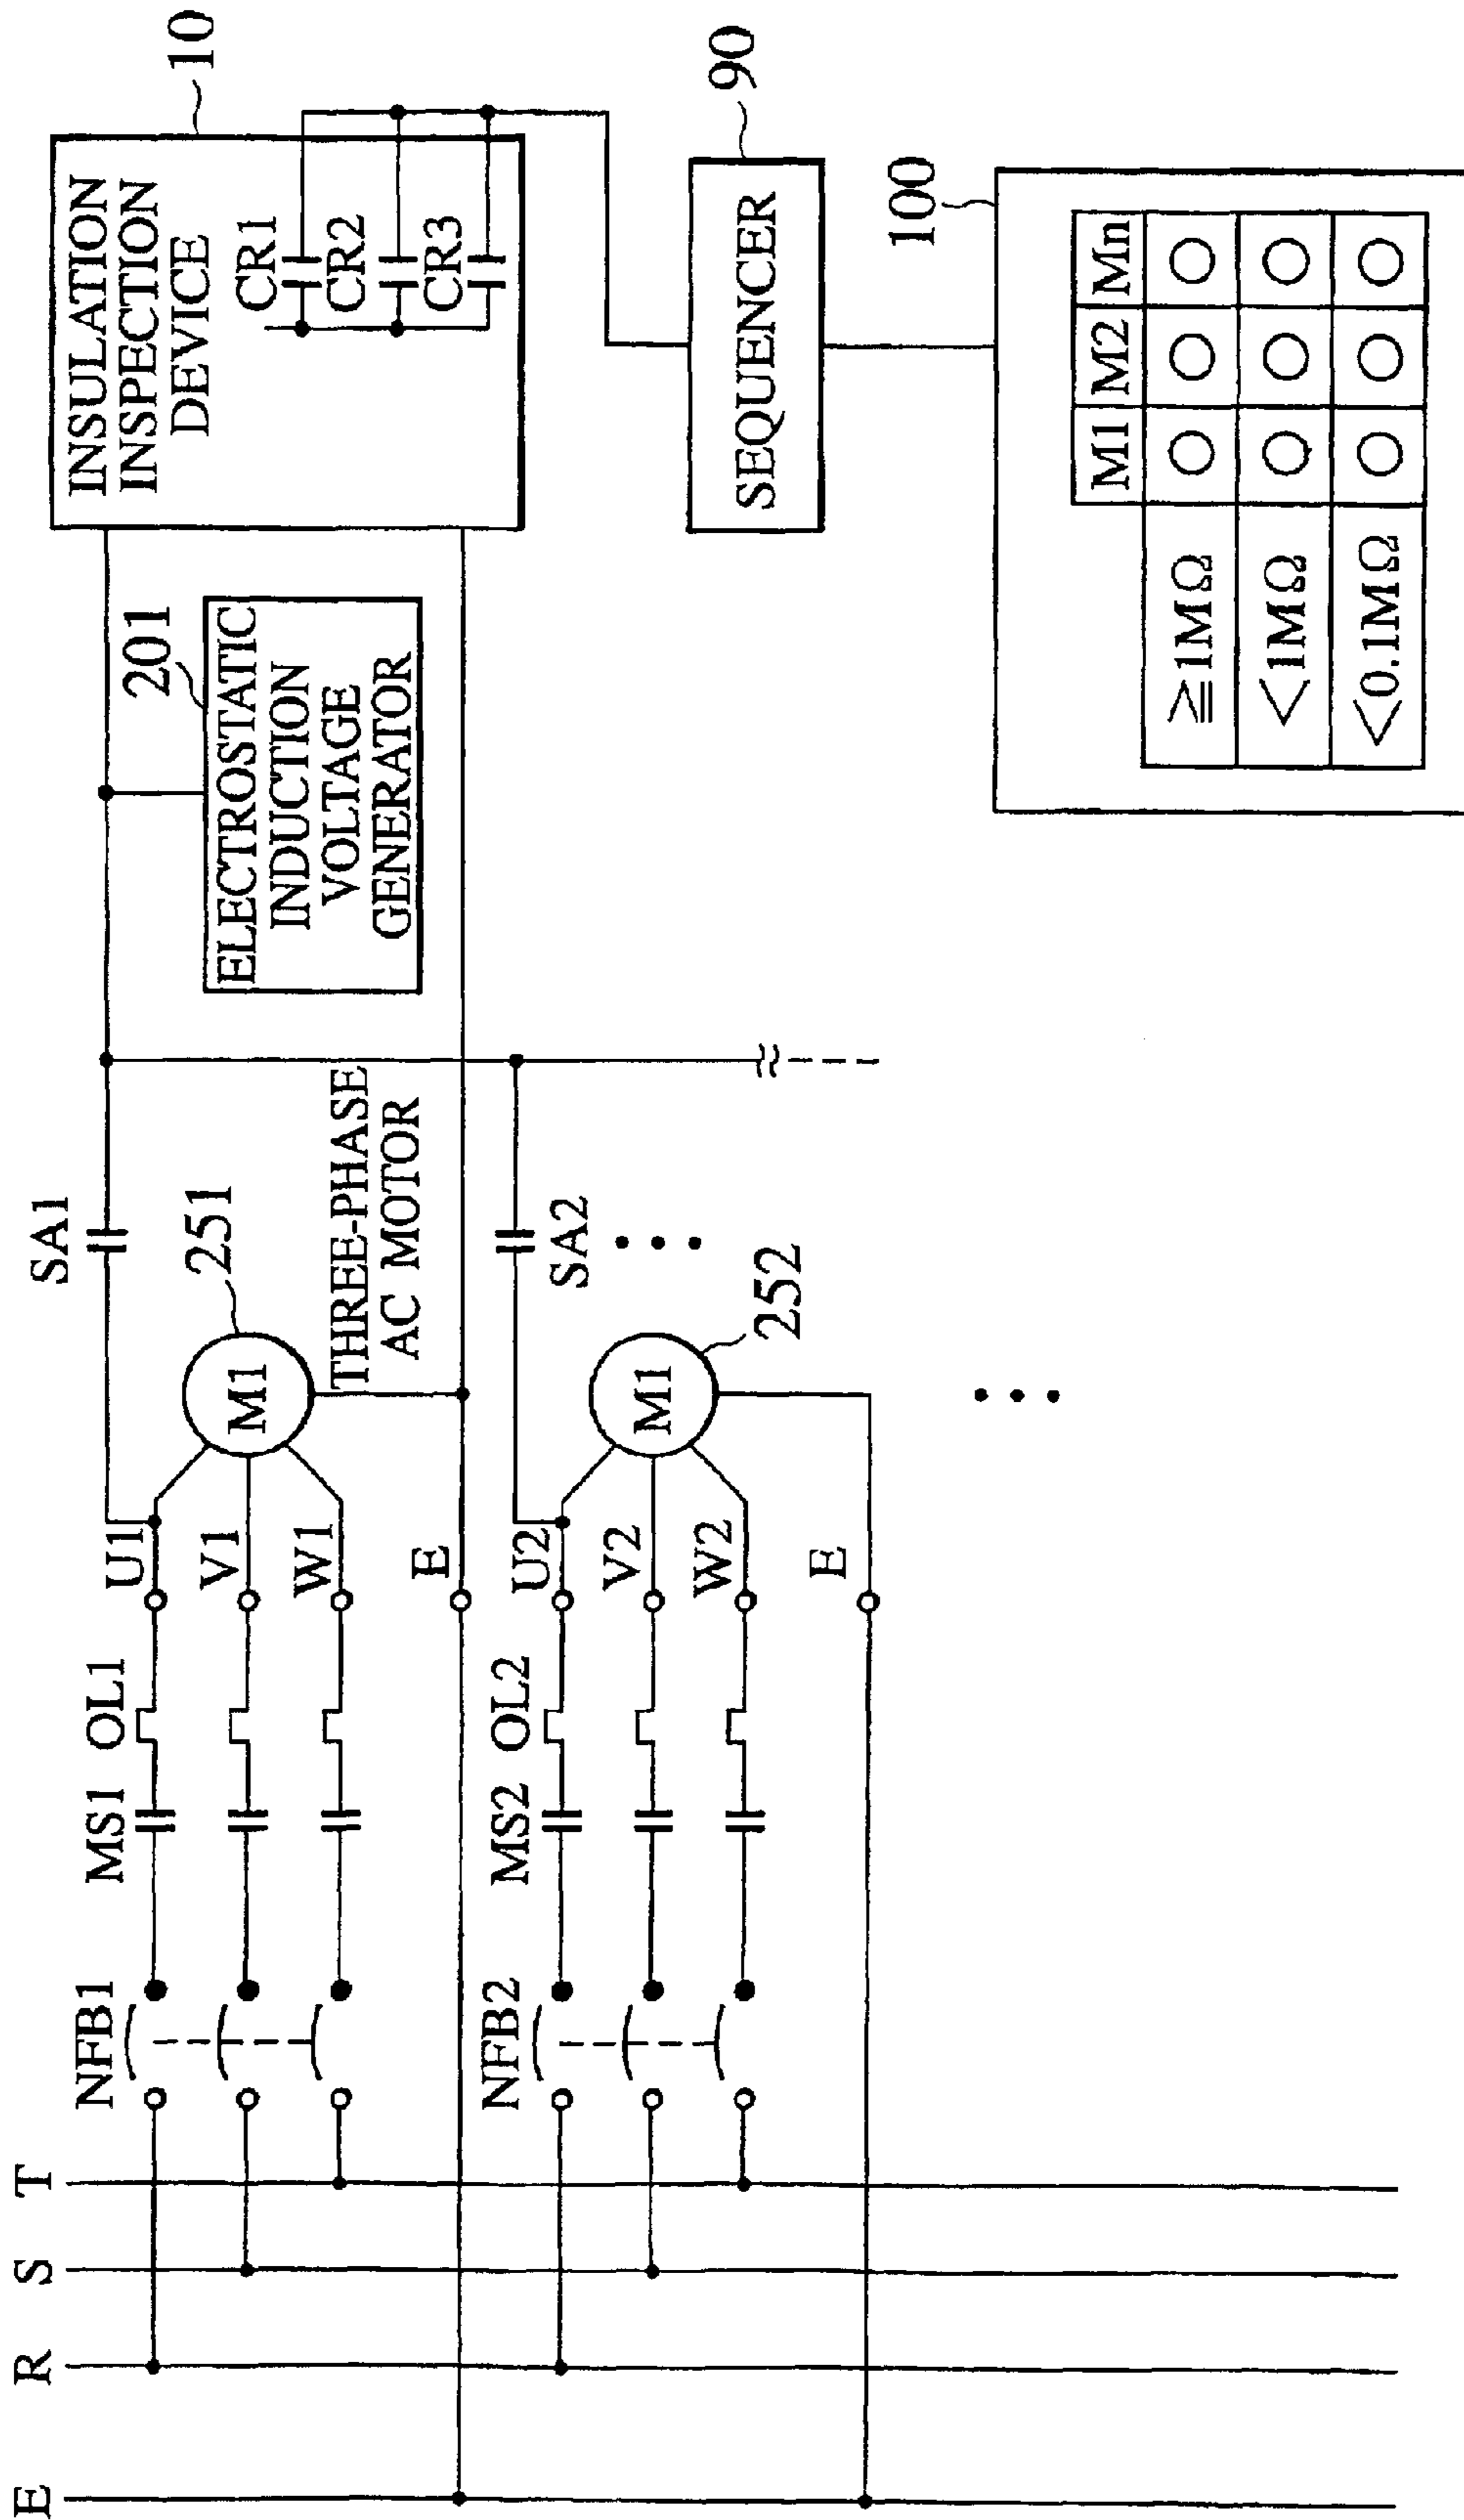 E R S T
NFB1
MS1 OL1
U1
V1
W1
E
SA1
M1
251
THREE-PHASE
AC MOTOR
NFB2
MS2 OL2
U2
V2
W2
E
SA2
M1
252
201
ELECTROSTATIC
INDUCTION
VOLTAGE
GENERATOR
10
INSULATION
INSPECTION
DEVICE
CR1
CR2
CR3
90
SEQUENCER
100
M1 M2 Mn
≧1MΩ ○ ○ ○
<1MΩ ○ ○ ○
<0.1MΩ ○ ○ ○